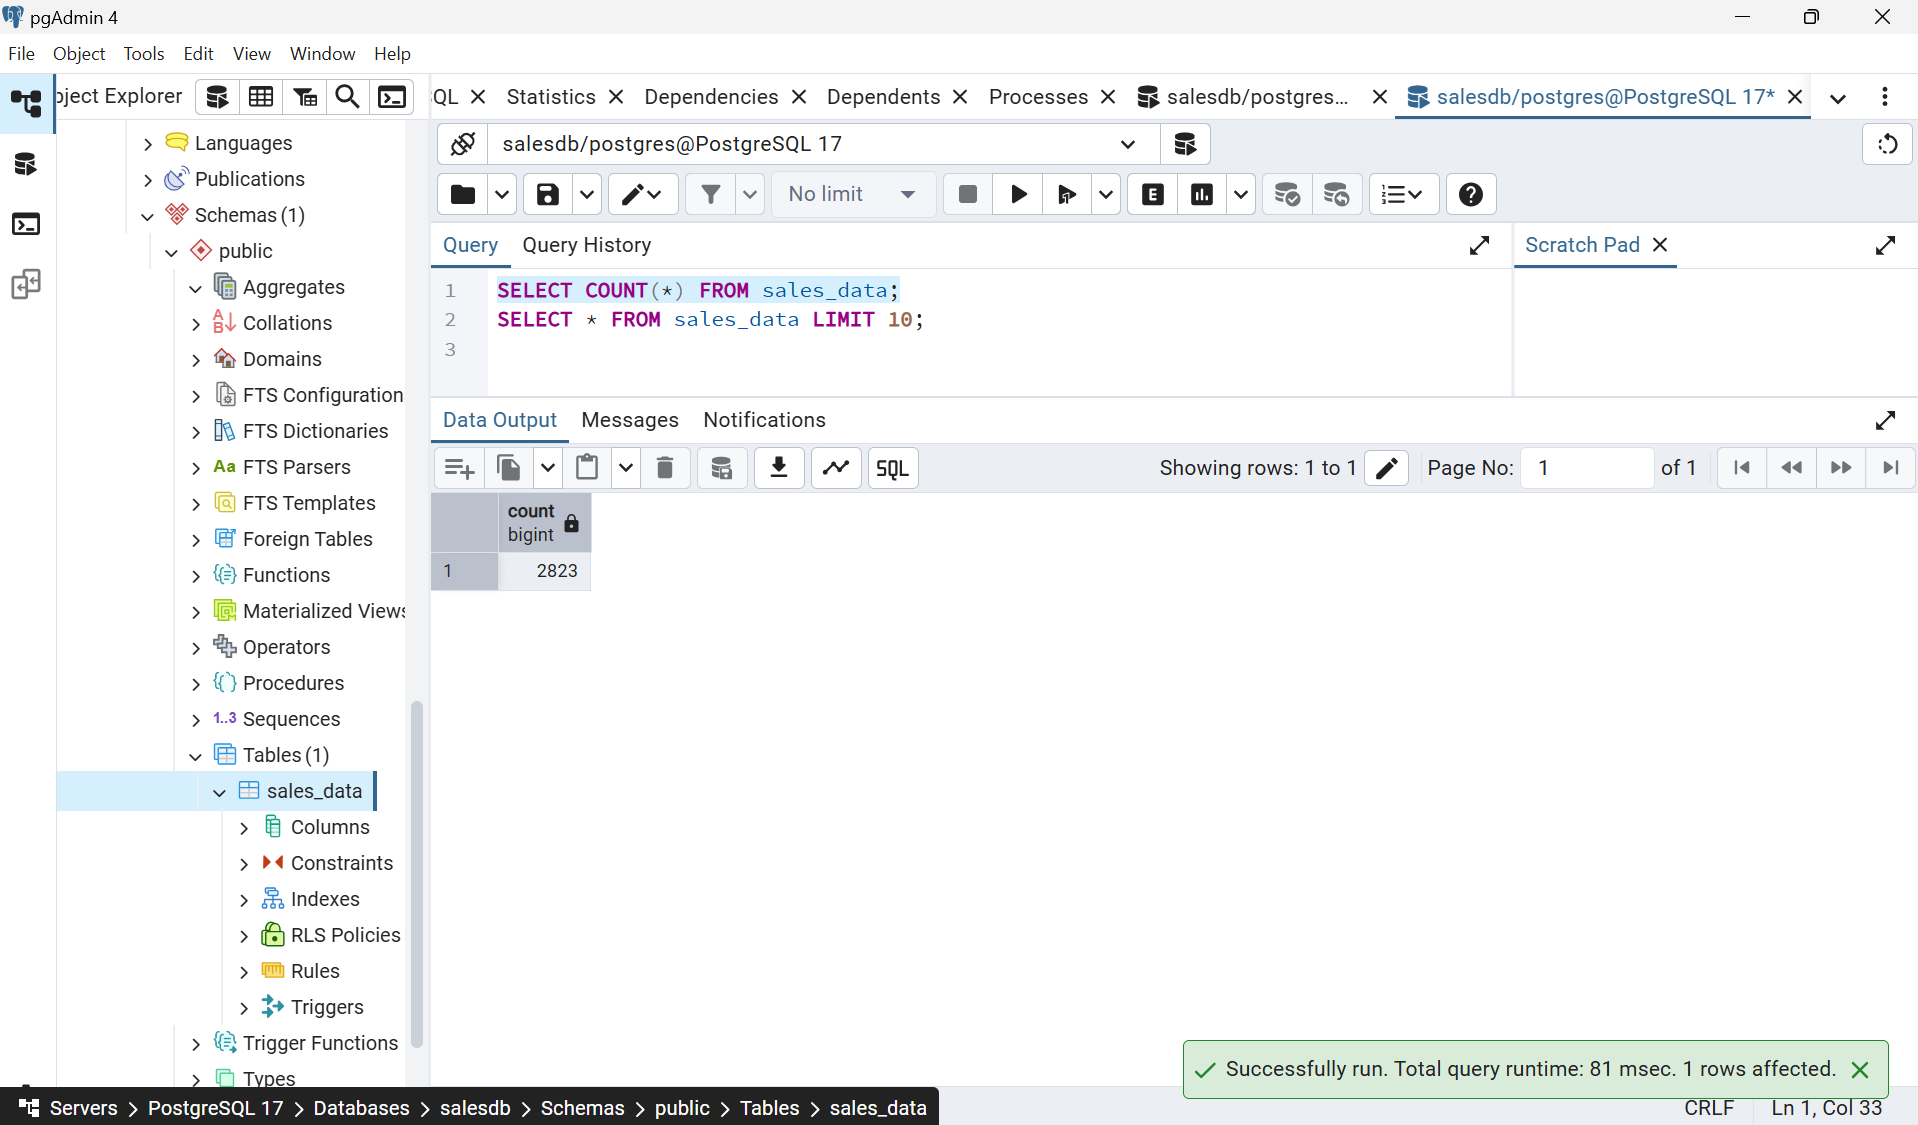 pgAdmin 4
File Object Tools Edit View Window Help
bject Explorer
QL Statistics Dependencies Dependents Processes salesdb/postgres... salesdb/postgres@PostgreSQL 17*
salesdb/postgres@PostgreSQL 17
No limit
Query Query History
Scratch Pad
1 SELECT COUNT(*) FROM sales_data;
2 SELECT * FROM sales_data LIMIT 10;
3
Data Output Messages Notifications
SQL
Showing rows: 1 to 1
Page No: 1 of 1
count
bigint
1 2823
Languages
Publications
Schemas (1)
public
Aggregates
Collations
Domains
FTS Configuration
FTS Dictionaries
Aa FTS Parsers
FTS Templates
Foreign Tables
Functions
Materialized Views
Operators
Procedures
1..3 Sequences
Tables (1)
sales_data
Columns
Constraints
Indexes
RLS Policies
Rules
Triggers
Trigger Functions
Types
Successfully run. Total query runtime: 81 msec. 1 rows affected.
Servers > PostgreSQL 17 > Databases > salesdb > Schemas > public > Tables > sales_data
CRLF Ln 1, Col 33